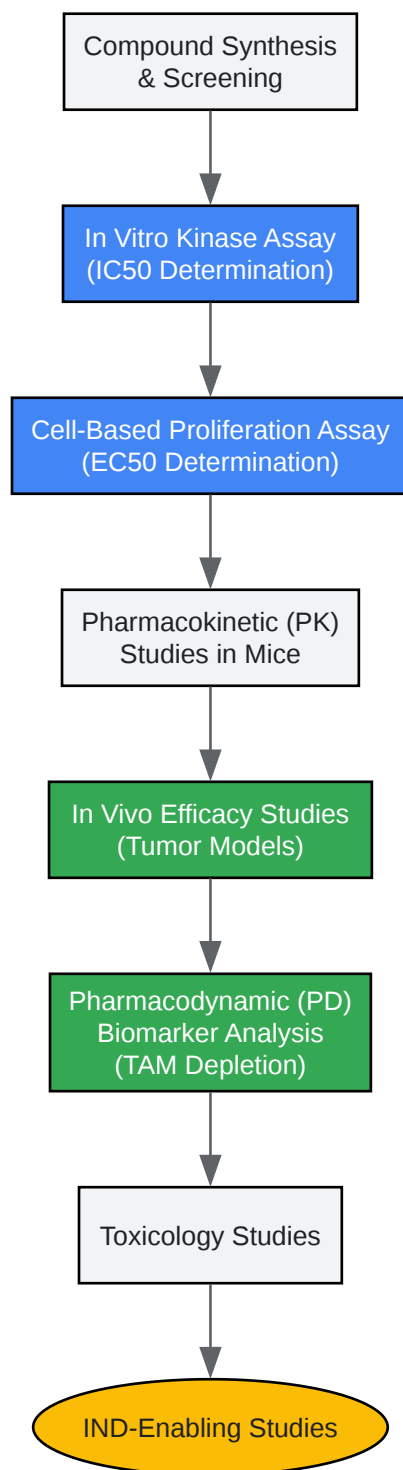 Compound Synthesis
& Screening
In Vitro Kinase Assay
(IC50 Determination)
Cell-Based Proliferation Assay
(EC50 Determination)
Pharmacokinetic (PK)
Studies in Mice
In Vivo Efficacy Studies
(Tumor Models)
Pharmacodynamic (PD)
Biomarker Analysis
(TAM Depletion)
Toxicology Studies
IND-Enabling Studies